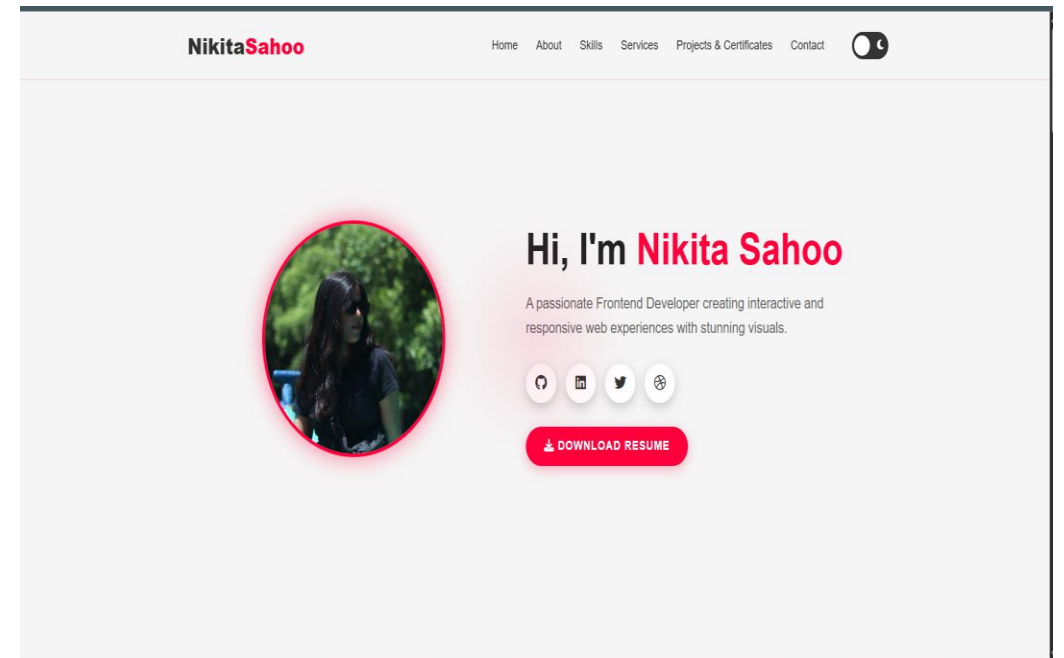 NikitaSahoo
Home About Skills Services Projects & Certificates Contact
Hi, I'm Nikita Sahoo
A passionate Frontend Developer creating interactive and
responsive web experiences with stunning visuals.
DOWNLOAD RESUME